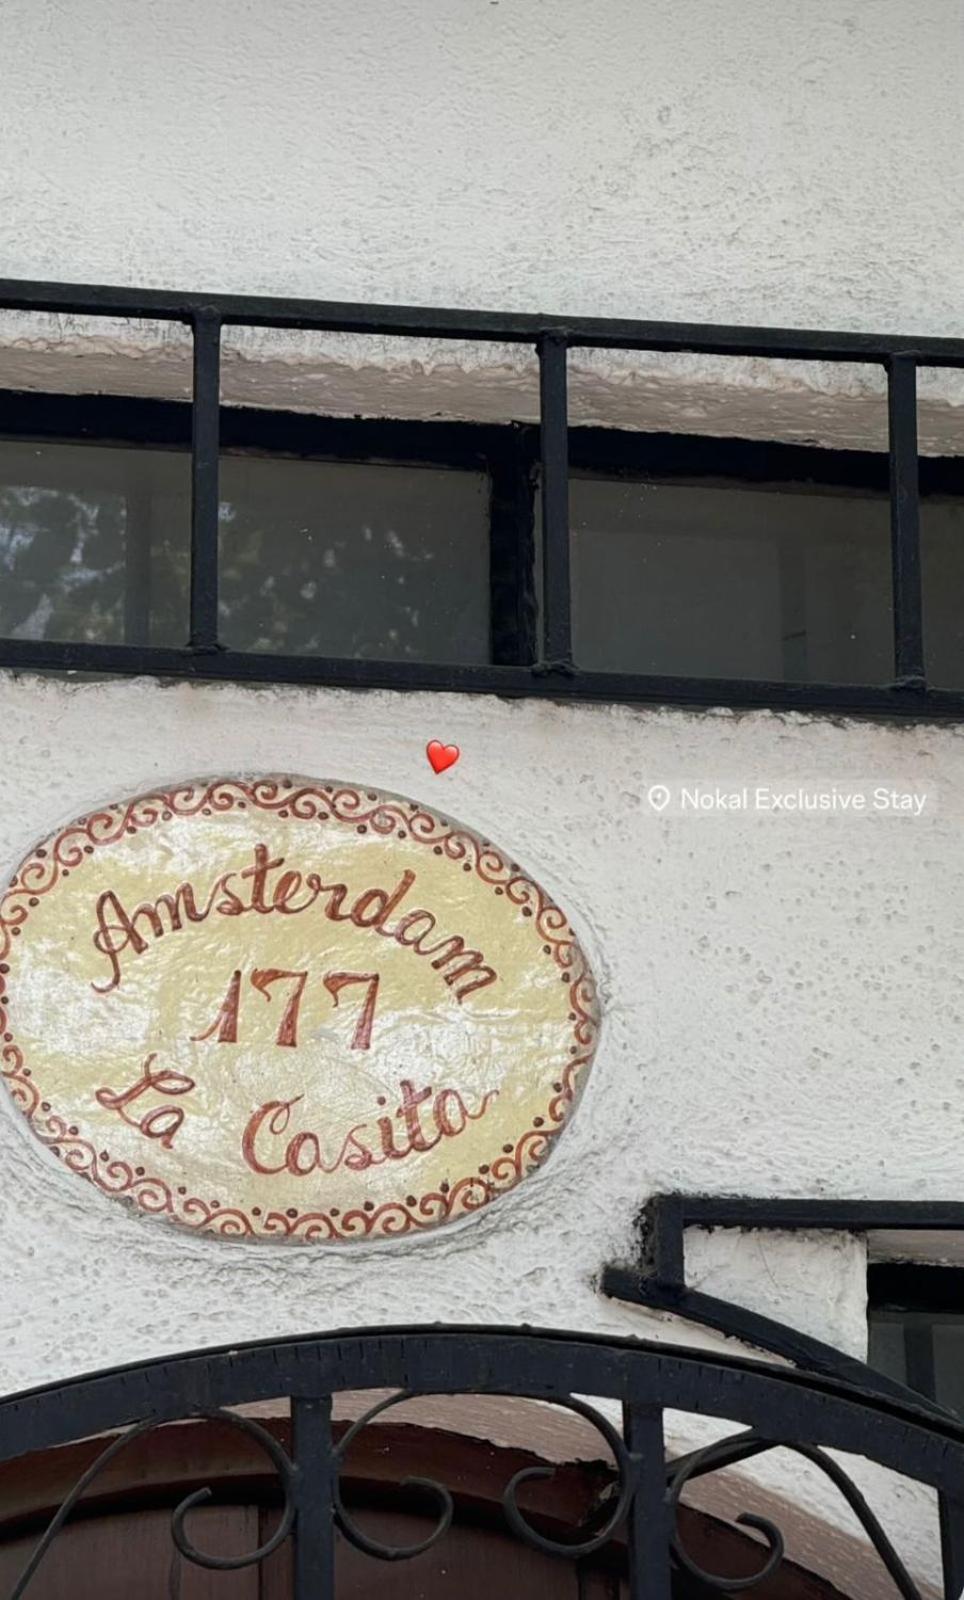 Nokal Exclusive Stay
Amsterdam
177
La Casita